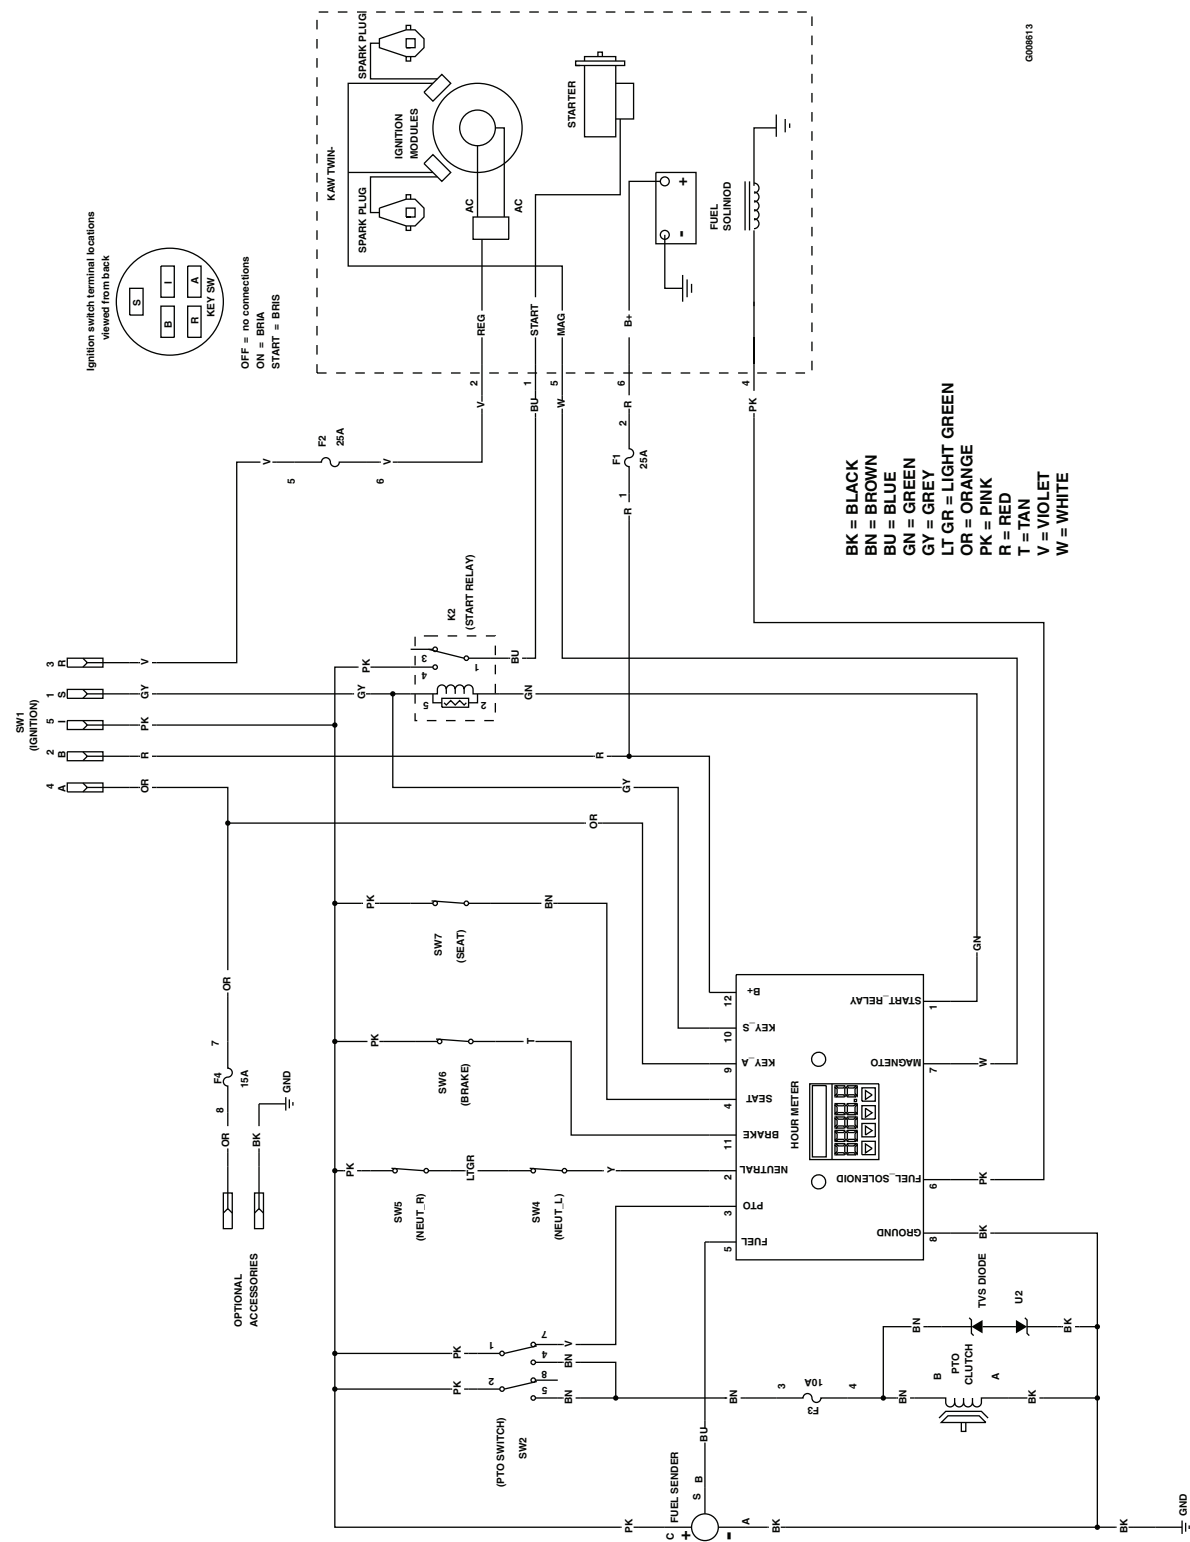 G008613
Ignition switch terminal locations
viewed from back
S
B
I
R
A
KEY SW
OFF = no connections
ON = BRIA
START = BRIS
KAW TWIN-
SPARK PLUG
SPARK PLUG
IGNITION
MODULES
AC
AC
STARTER
FUEL
SOLINIOD
+
-
REG
START
MAG
B+
2
1
5
6
4
V
BU
W
R
PK
2
F1
25A
1
R
V
5
F2
25A
6
V
SW1
(IGNITION)
3
R
V
1
S
GY
5
I
PK
2
B
R
4
A
OR
K2
(START RELAY)
PK
3
4
1
BU
GY
5
2
GN
R
GY
OR
BK = BLACK
BN = BROWN
BU = BLUE
GN = GREEN
GY = GREY
LT GR = LIGHT GREEN
OR = ORANGE
PK = PINK
R = RED
T = TAN
V = VIOLET
W = WHITE
OR
7
F4
15A
8
OR
BK
GND
OPTIONAL
ACCESSORIES
PK
SW7
(SEAT)
BN
PK
SW6
(BRAKE)
T
PK
SW5
(NEUT_R)
LTGR
SW4
(NEUT_L)
Y
HOUR METER
12
B+
10
KEY_S
9
KEY_A
4
SEAT
11
BRAKE
2
NEUTRAL
3
PTO
5
FUEL
START_RELAY
1
GN
MAGNETO
7
W
FUEL_SOLENOID
6
PK
GROUND
8
BK
PK
1
7
V
4
BN
PK
2
8
5
BN
(PTO SWITCH)
SW2
BN
3
F3
10A
4
BN
B
PTO
CLUTCH
A
BK
BN
TVS DIODE
U2
BK
BU
FUEL SENDER
S
B
PK
C
+
-
A
BK
BK
GND